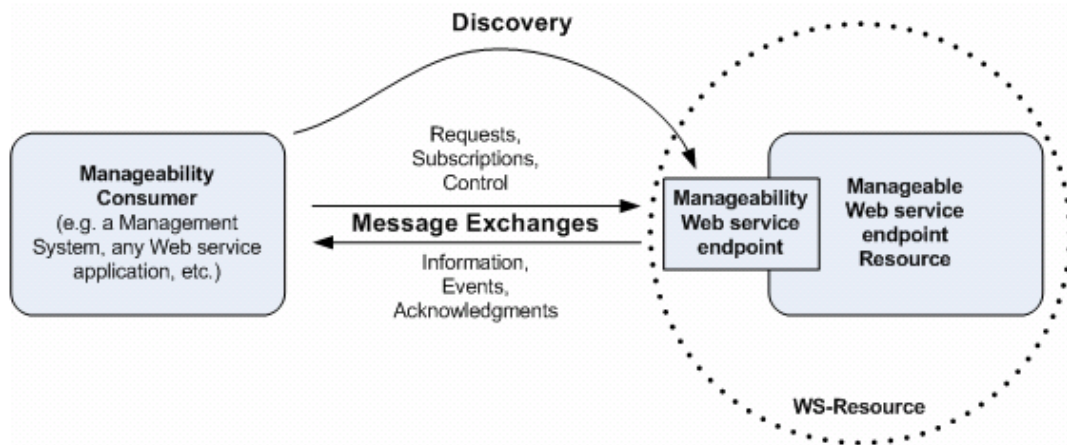 Discovery
Manageability
Consumer
(e.g. a Management
System, any Web service
application, etc.)
Requests,
Subscriptions,
Control
Message Exchanges
Information,
Events,
Acknowledgments
Manageability
Web service
endpoint
Manageable
Web service
endpoint
Resource
WS-Resource